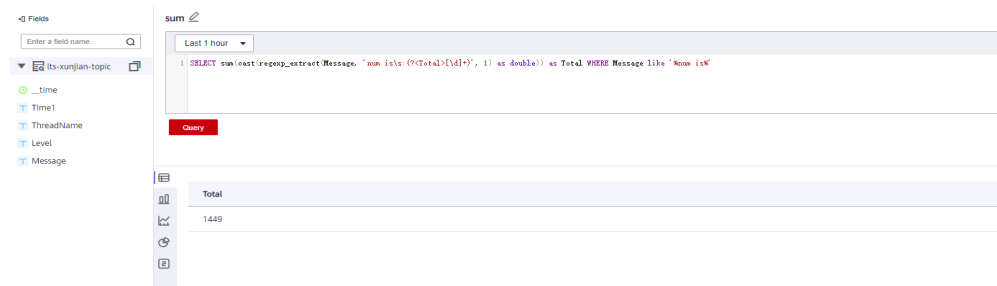 Fields
sum
Enter a field name.
Last 1 hour
lts-xunjian-topic
1 SELECT sum(cast(regexp_extract(Message, 'num is\s:(?<Total>[\d]+)', 1) as double)) as Total WHERE Message like '%num is%'
__time
Time1
ThreadName
Level
Message
Query
Total
1449